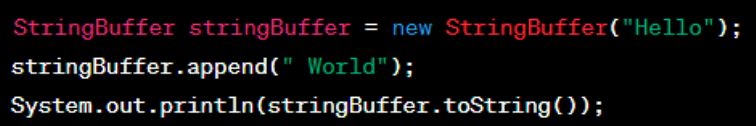 StringBuffer stringBuffer = new StringBuffer("Hello");
stringBuffer.append(" World");
System.out.println(stringBuffer.toString());